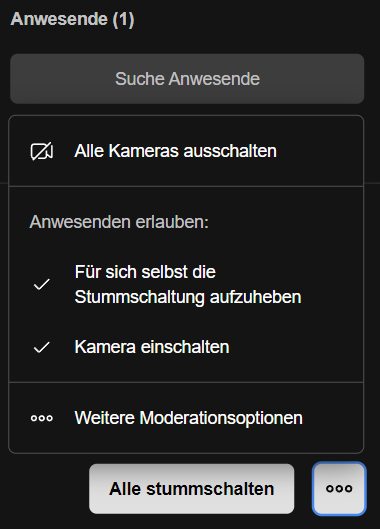 Anwesende (1)
Suche Anwesende
Alle Kameras ausschalten
Anwesenden erlauben:
Für sich selbst die
Stummschaltung aufzuheben
Kamera einschalten
Weitere Moderationsoptionen
Alle stummschalten